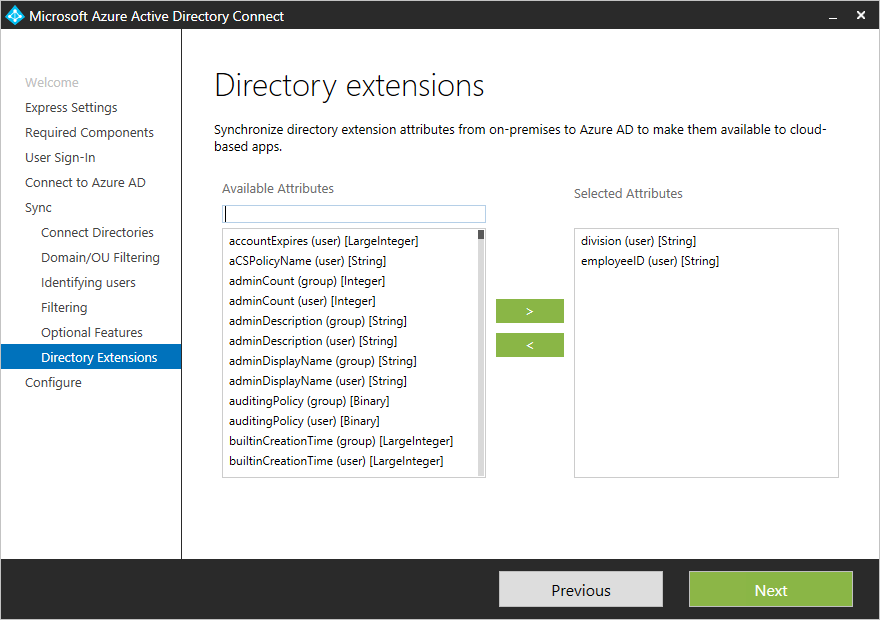 Microsoft Azure Active Directory Connect
Welcome
Express Settings
Required Components
User Sign-In
Connect to Azure AD
Sync
Connect Directories
Domain/OU Filtering
Identifying users
Filtering
Optional Features
Directory Extensions
Configure
Directory extensions
Synchronize directory extension attributes from on-premises to Azure AD to make them available to cloud-
based apps.
Available Attributes
accountExpires (user) [LargeInteger]
aCSPolicyName (user) [String]
adminCount (group) [Integer]
adminCount (user) [Integer]
adminDescription (group) [String]
adminDescription (user) [String]
adminDisplayName (group) [String]
adminDisplayName (user) [String]
auditingPolicy (group) [Binary]
auditingPolicy (user) [Binary]
builtinCreationTime (group) [LargeInteger]
builtinCreationTime (user) [LargeInteger]
>
<
Selected Attributes
division (user) [String]
employeeID (user) [String]
Previous
Next